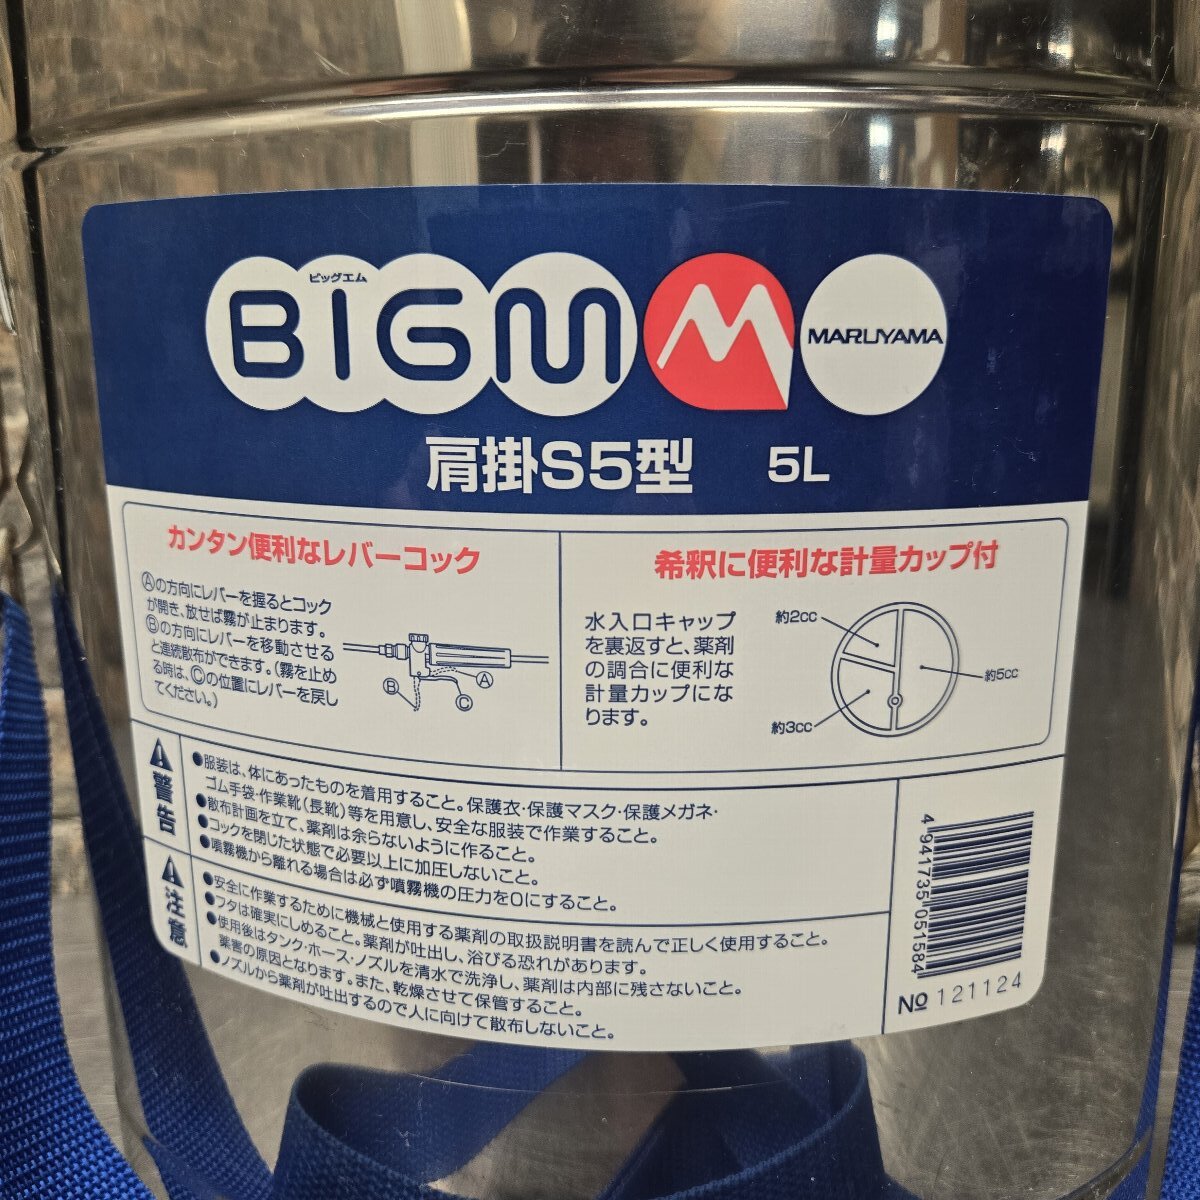 ビッグエム
BIGM
MARUYAMA
肩掛S5型 5L
カンタン便利なレバーコック
Ⓐの方向にレバーを握るとコック
が開き、放せば霧が止まります。
Ⓑの方向にレバーを移動させる
と連続散布ができます。(霧を止め
る時は、Ⓒの位置にレバーを戻し
てください。)
Ⓐ
Ⓑ
Ⓒ
希釈に便利な計量カップ付
水入口キャップ
を裏返すと、薬剤
の調合に便利な
計量カップにな
ります。
約2cc
約5cc
約3cc
警告
●服装は、体にあったものを着用すること。保護衣・保護マスク・保護メガネ・
ゴム手袋・作業靴(長靴)等を用意し、安全な服装で作業すること。
●散布計画を立て、薬剤は余らないように作ること。
●コックを閉じた状態で必要以上に加圧しないこと。
●噴霧機から離れる場合は必ず噴霧機の圧力を0にすること。
注意
●安全に作業するために機械と使用する薬剤の取扱説明書を読んで正しく使用すること。
●フタは確実にしめること。薬剤が吐出し、浴びる恐れがあります。
●使用後はタンク・ホース・ノズルを清水で洗浄し、薬剤は内部に残さないこと。
薬害の原因となります。また、乾燥させて保管すること。
●ノズルから薬剤が吐出するので人に向けて散布しないこと。
4941735051584
№ 121124